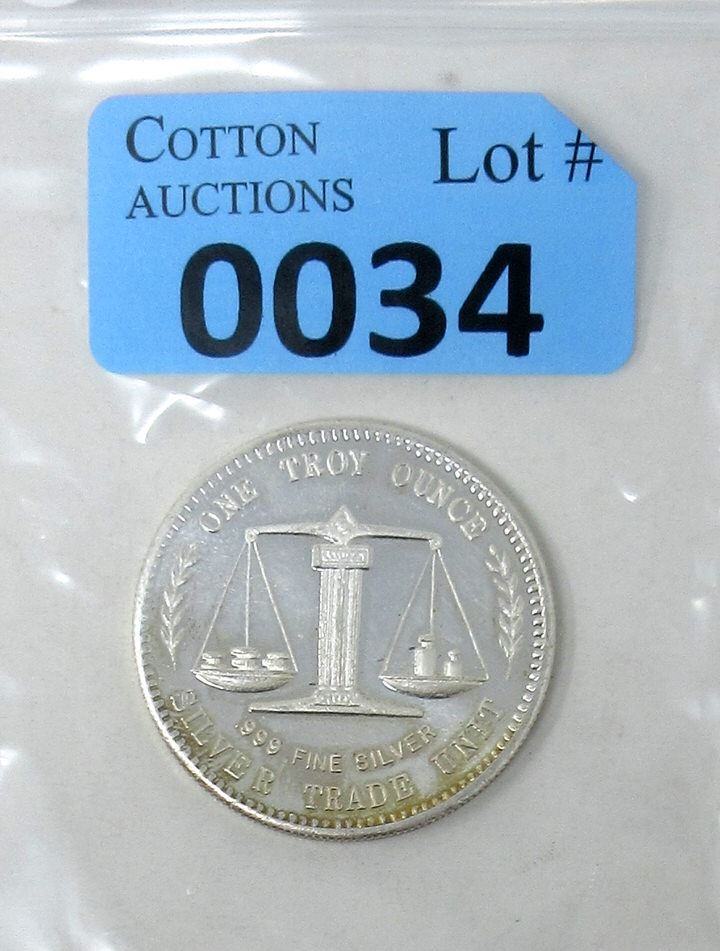 COTTON
AUCTIONS
Lot #
0034
ONE TROY OUNCE
.999 FINE SILVER
SILVER TRADE UNIT